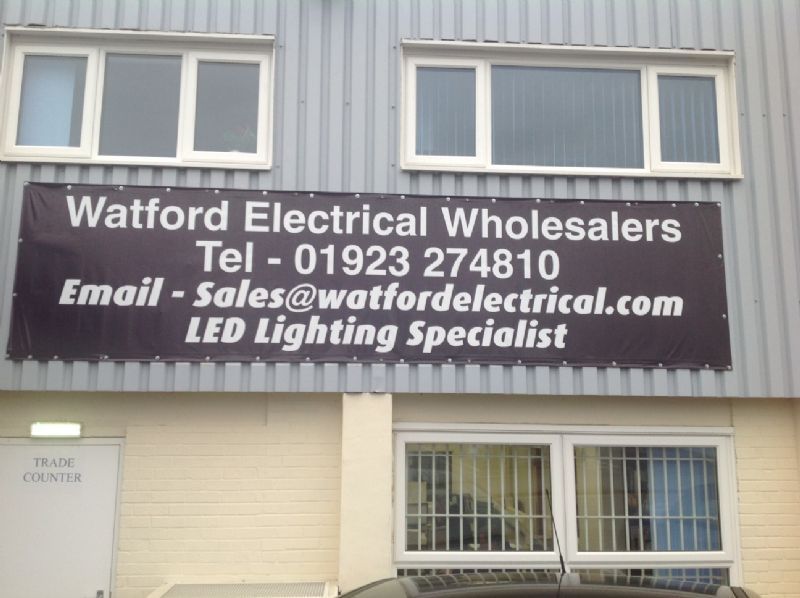 Watford Electrical Wholesalers
Tel - 01923 274810
Email - Sales@watfordelectrical.com
LED Lighting Specialist
TRADE
COUNTER